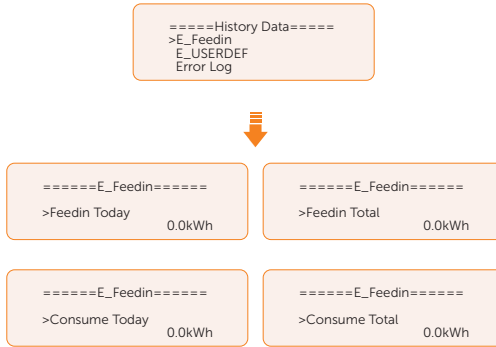 =====History Data=====
>E_Feedin
E_USERDEF
Error Log
======E_Feedin======
>Feedin Today
0.0kWh
======E_Feedin======
>Feedin Total
0.0kWh
======E_Feedin======
>Consume Today
0.0kWh
======E_Feedin======
>Consume Total
0.0kWh